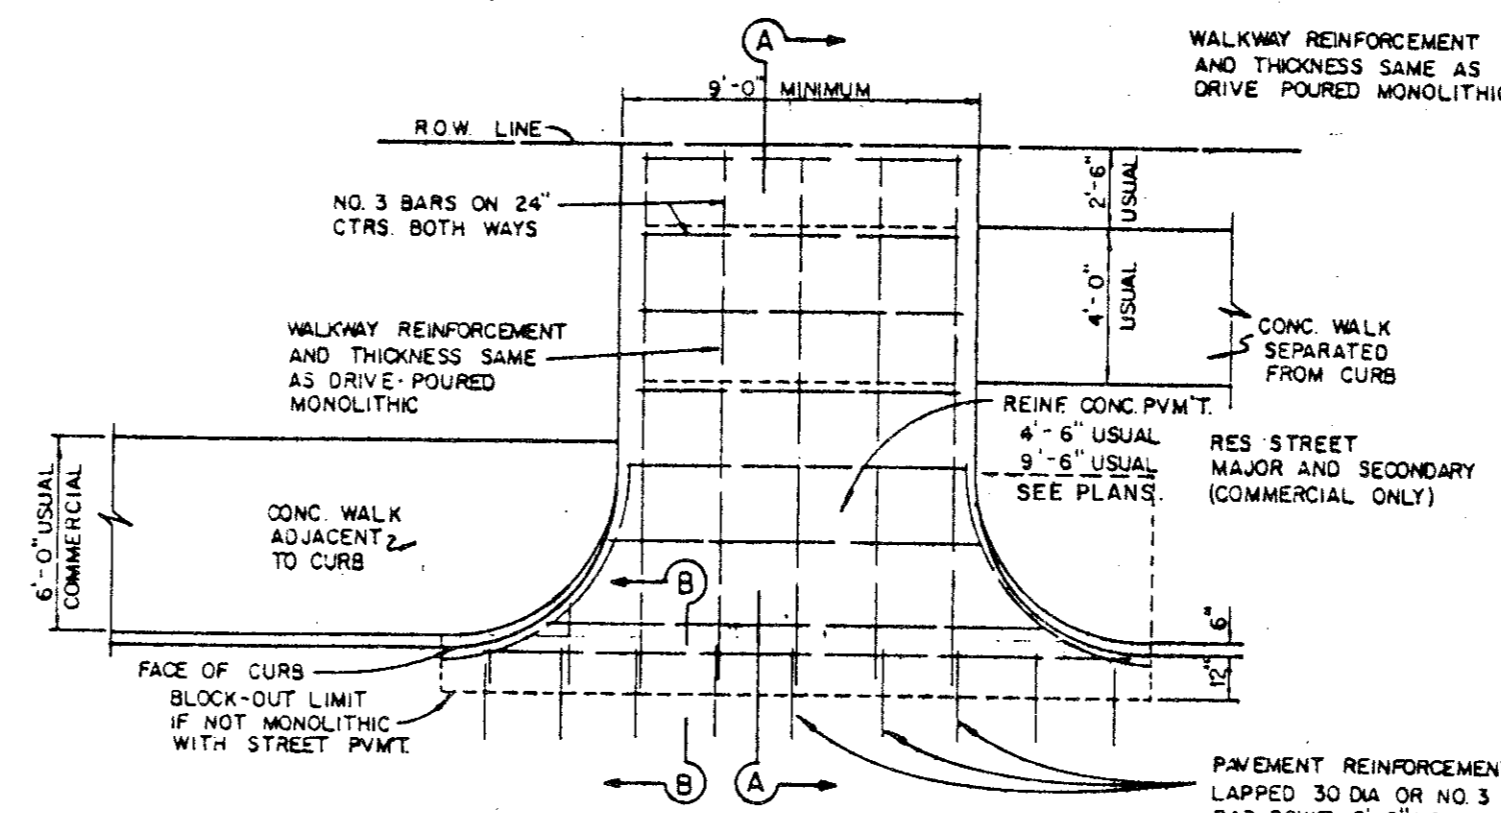 A
WALKWAY REINFORCEMENT
AND THICKNESS SAME AS
DRIVE POURED MONOLITHIC
9'-0" MINIMUM
R.O.W. LINE
2'-6"
USUAL
NO. 3 BARS ON 24"
CTRS. BOTH WAYS
4'-0"
USUAL
WALKWAY REINFORCEMENT
AND THICKNESS SAME
AS DRIVE-POURED
MONOLITHIC
CONC. WALK
SEPARATED
FROM CURB
REINF. CONC. PVM'T.
4'-6" USUAL
9'-6" USUAL
SEE PLANS.
RES STREET
MAJOR AND SECONDARY
(COMMERCIAL ONLY)
6'-0" USUAL
COMMERCIAL
CONC. WALK
ADJACENT
TO CURB
B
6"
12"
FACE OF CURB
BLOCK-OUT LIMIT
IF NOT MONOLITHIC
WITH STREET PVMT.
B
A
PAVEMENT REINFORCEMENT
LAPPED 30 DIA OR NO. 3